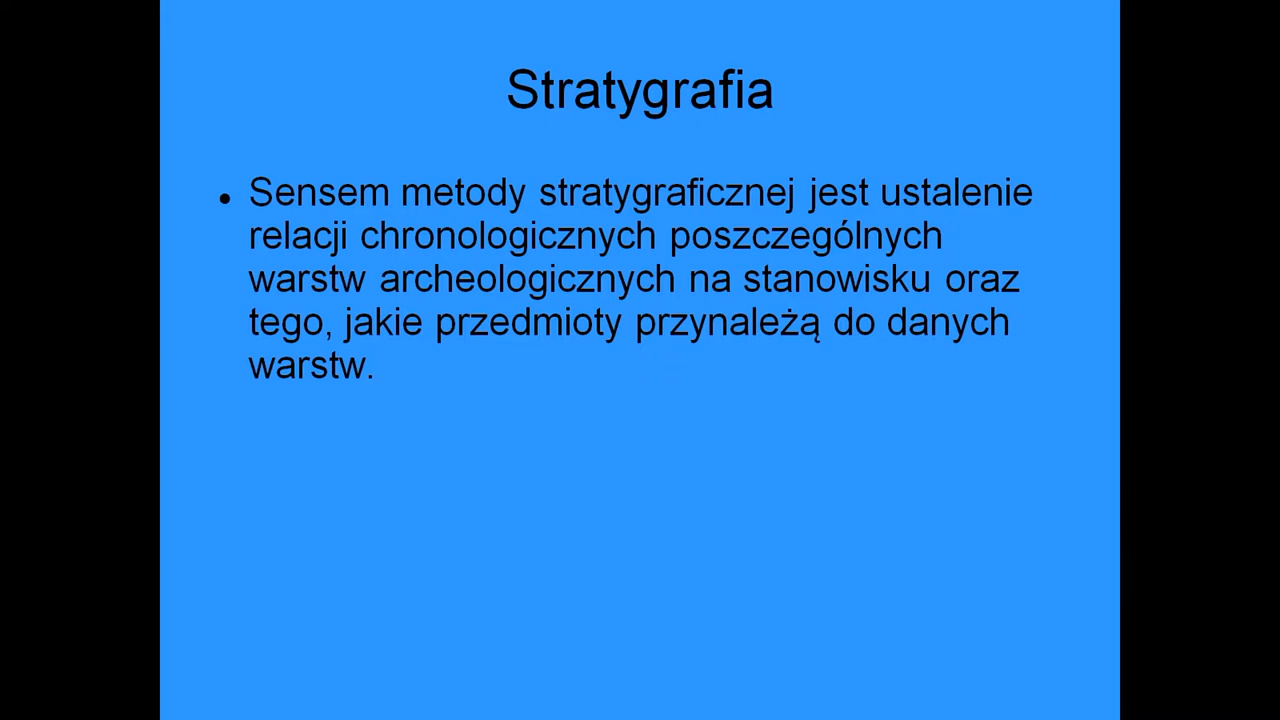 Stratygrafia
• Sensem metody stratygraficznej jest ustalenie
relacji chronologicznych poszczególnych
warstw archeologicznych na stanowisku oraz
tego, jakie przedmioty przynależą do danych
warstw.